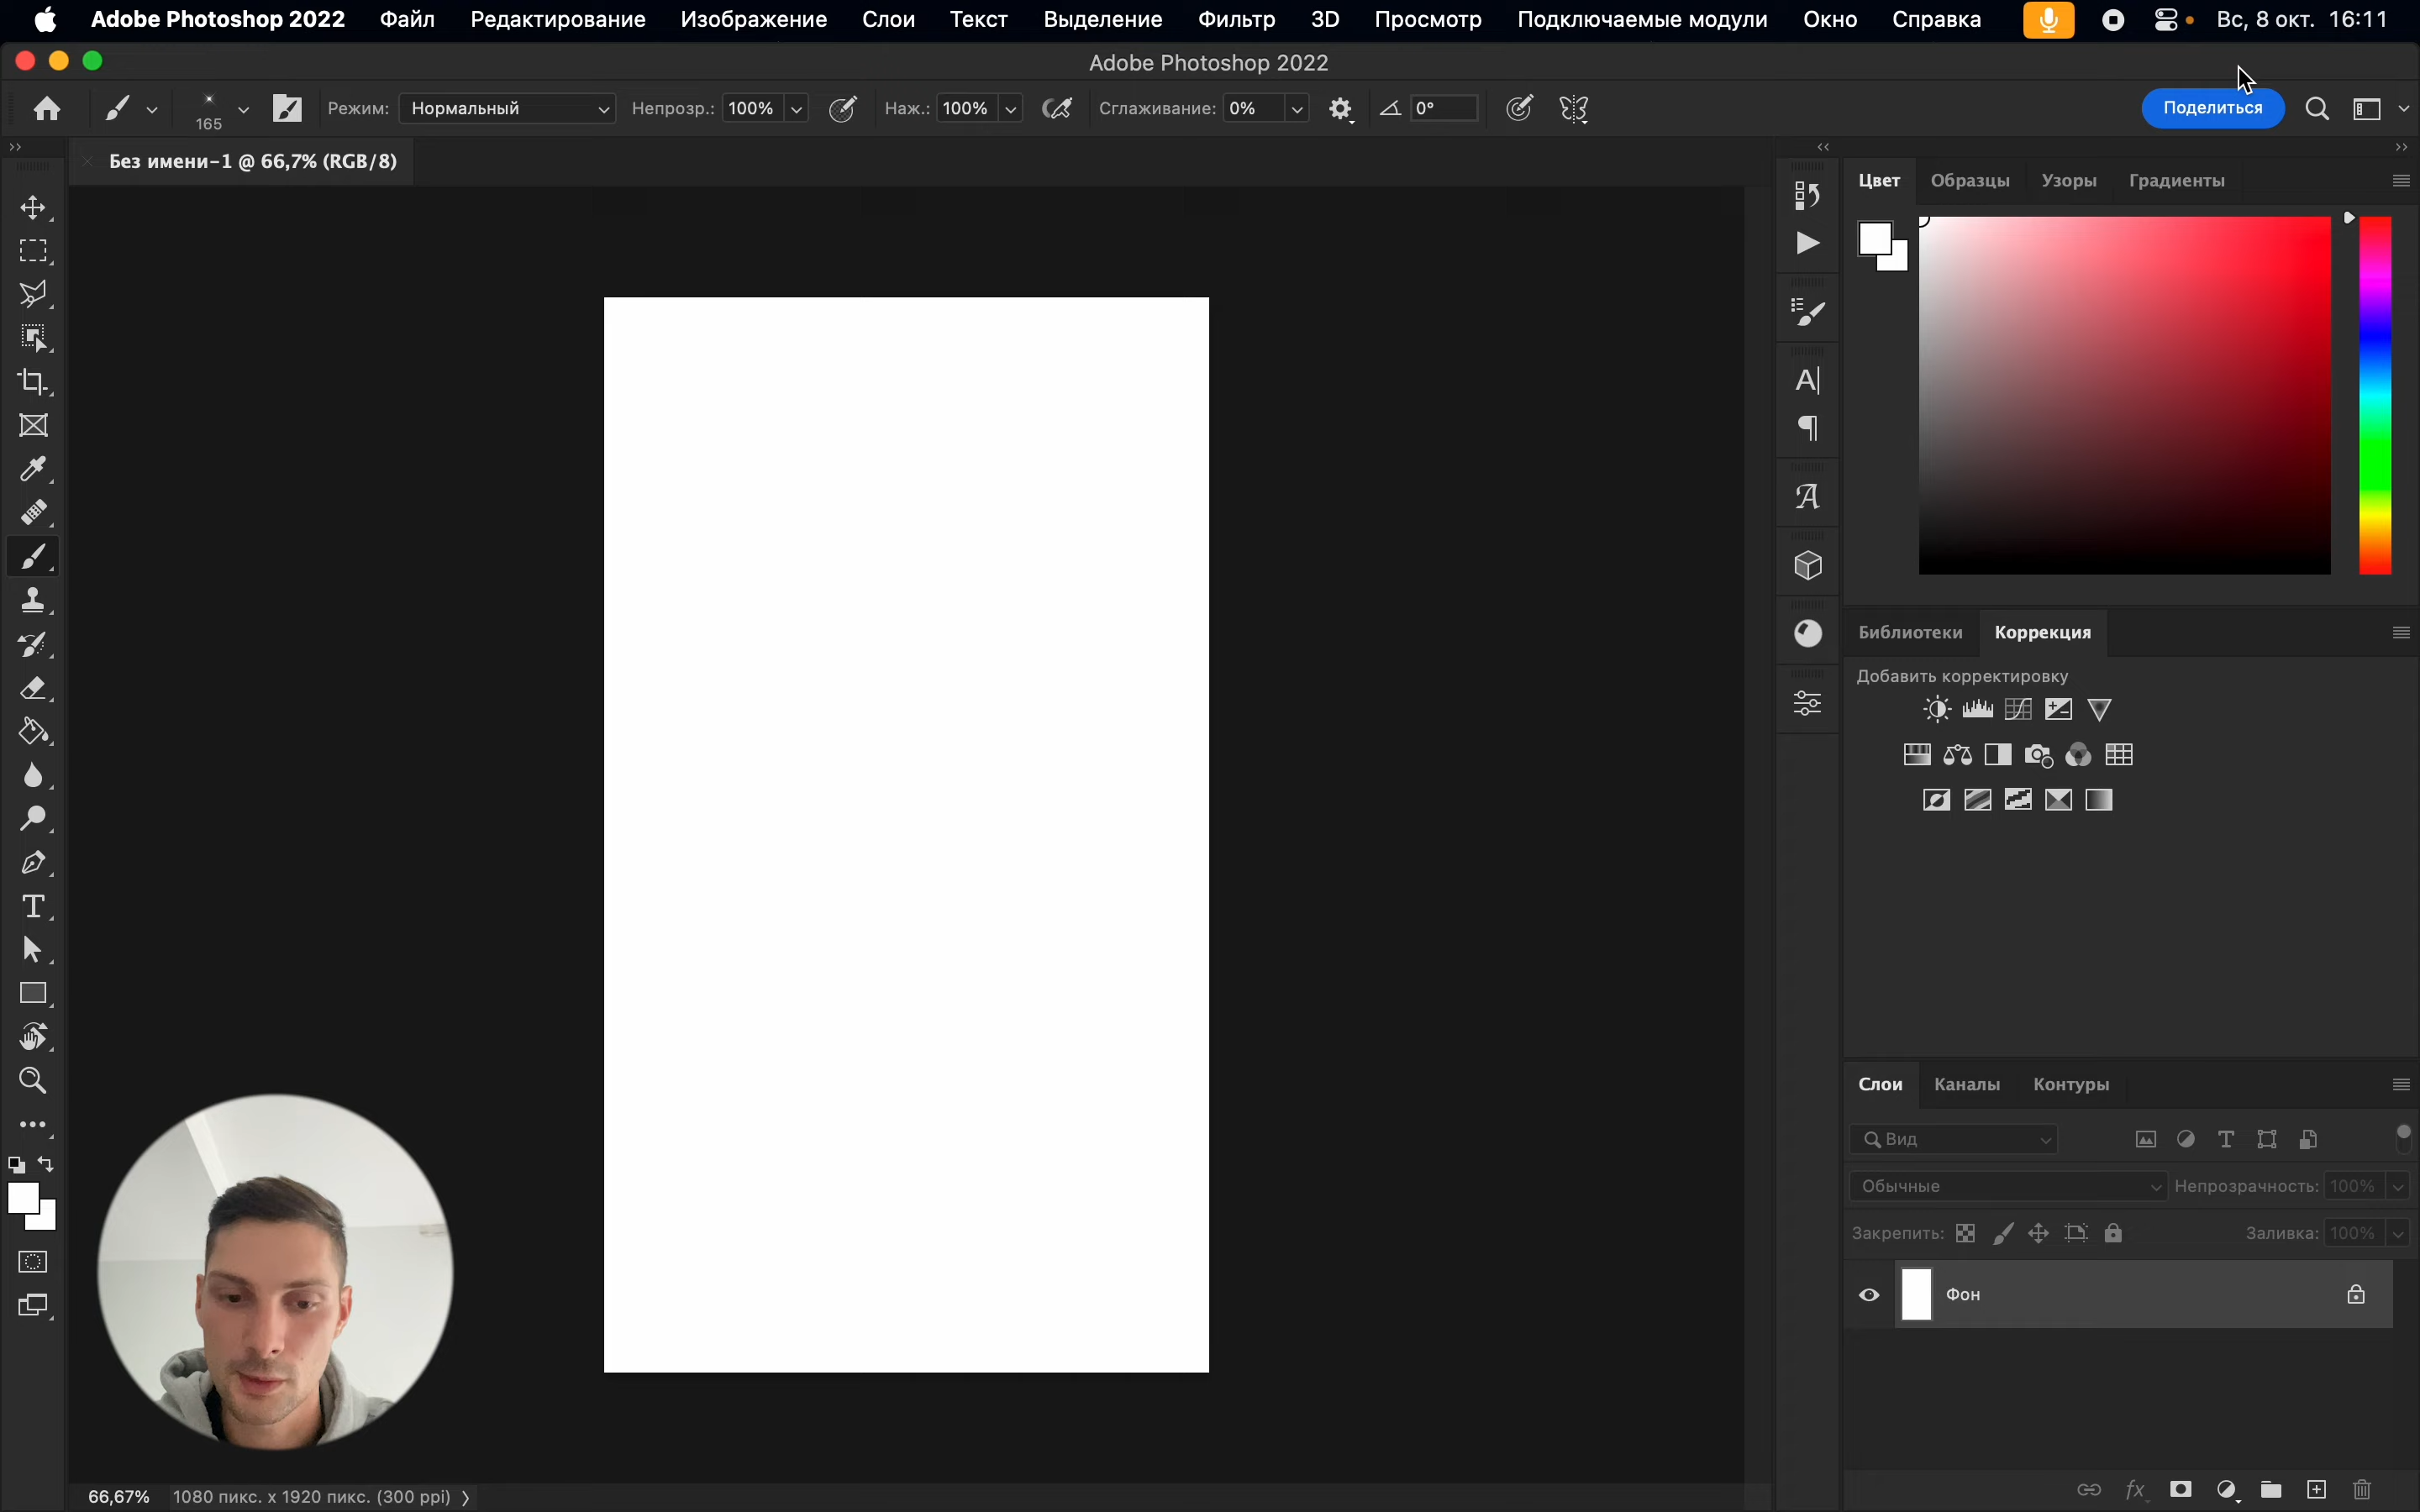 Adobe Photoshop 2022 Файл Редактирование Изображение Слои Текст Выделение Фильтр 3D Просмотр Подключаемые модули Окно Справка Вс, 8 окт. 16:11
Adobe Photoshop 2022
165 Режим: Нормальный Непрозр.: 100% Наж.: 100% Сглаживание: 0% 0° Поделиться
Без имени-1 @ 66,7% (RGB/8)
Цвет Образцы Узоры Градиенты
Библиотеки Коррекция
Добавить корректировку
Слои Каналы Контуры
Вид
Обычные Непрозрачность: 100%
Закрепить: Заливка: 100%
Фон
66,67% 1080 пикс. x 1920 пикс. (300 ppi)